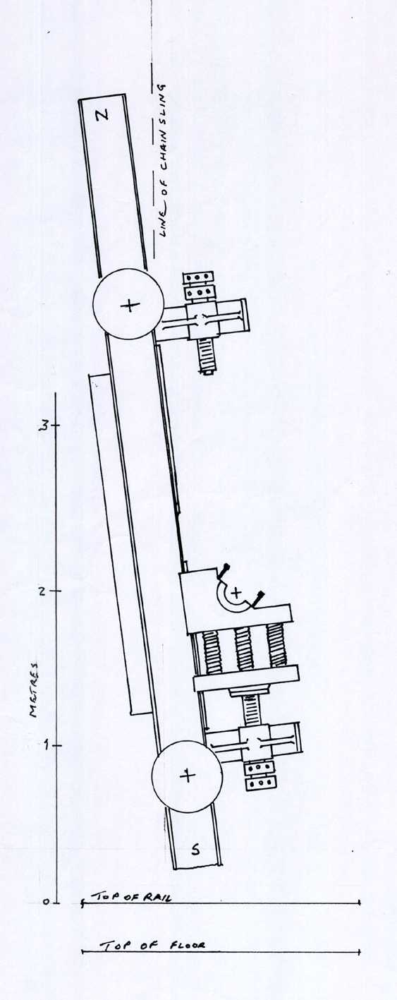 N
LINE OF CHAIN SLING
3
2
METRES
1
S
0
TOP OF RAIL
TOP OF FLOOR